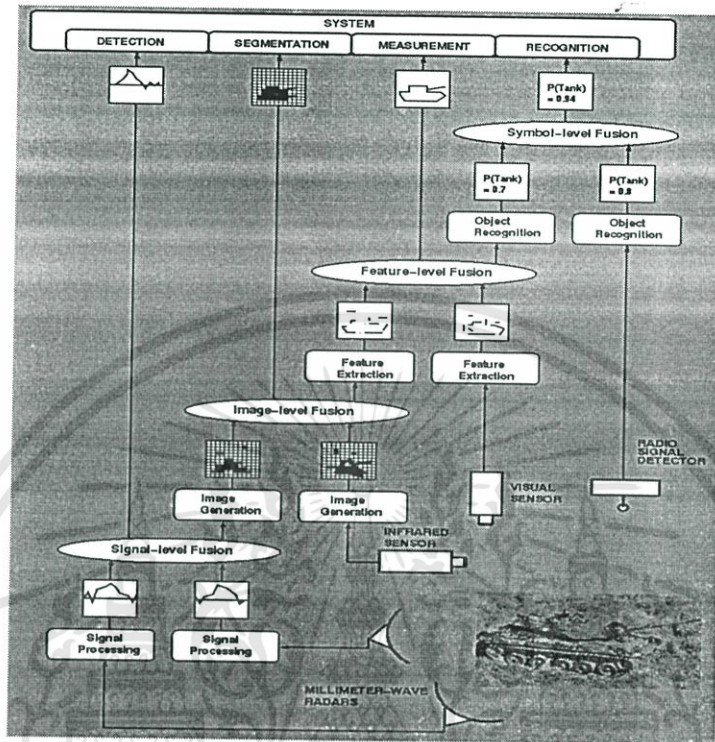 SYSTEM
DETECTION
SEGMENTATION
MEASUREMENT
RECOGNITION
P(Tank)
= 0.94
Symbol-level Fusion
P(Tank)
= 0.7
P(Tank)
= 0.8
Object
Recognition
Object
Recognition
Feature-level Fusion
Feature
Extraction
Feature
Extraction
Image-level Fusion
RADIO
SIGNAL
DETECTOR
VISUAL
SENSOR
Image
Generation
Image
Generation
INFRARED
SENSOR
Signal-level Fusion
Signal
Processing
Signal
Processing
MILLIMETER-WAVE
RADARS